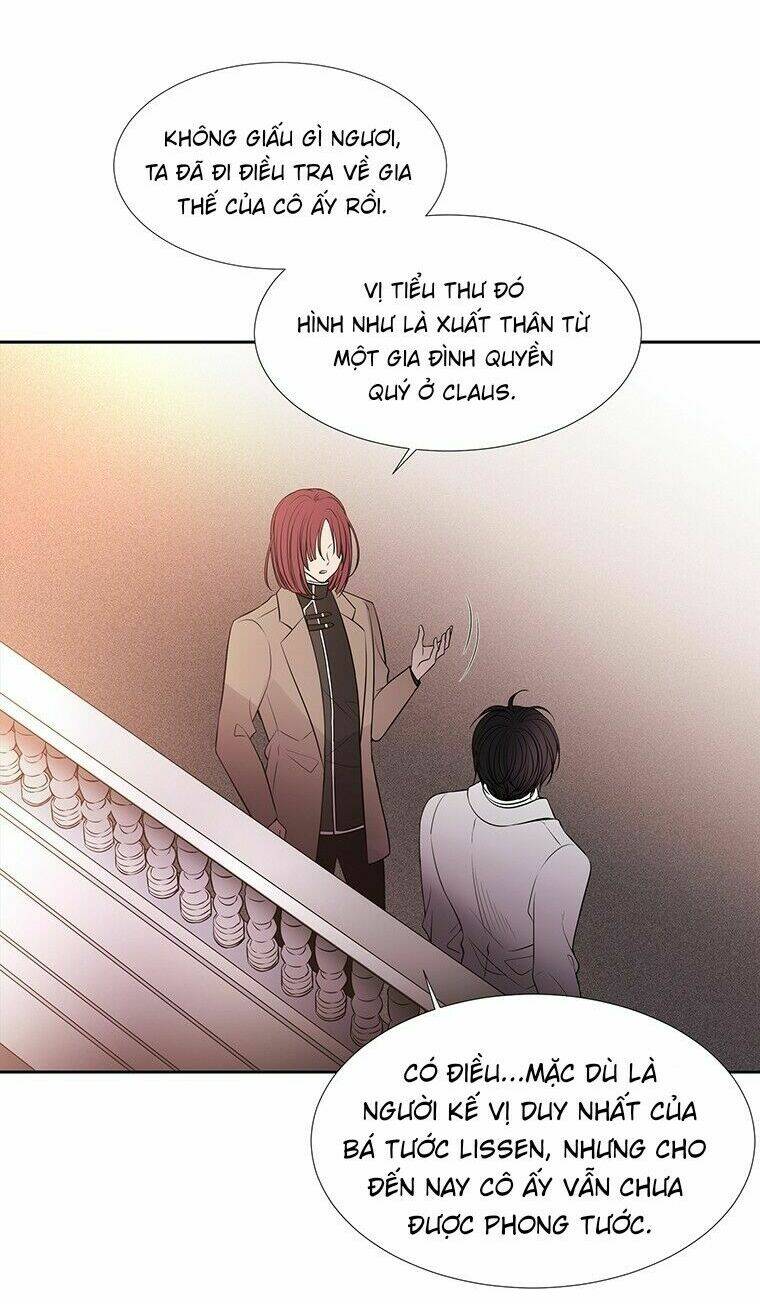 KHÔNG GIẤU GÌ NGƯƠI,
TA ĐÃ ĐI ĐIỀU TRA VỀ GIA
THẾ CỦA CÔ ẤY RỒI.
VỊ TIỂU THƯ ĐÓ
HÌNH NHƯ LÀ XUẤT THÂN TỪ
MỘT GIA ĐÌNH QUYỀN
QUÝ Ở CLAUS.
CÓ ĐIỀU...MẶC DÙ LÀ
NGƯỜI KẾ VỊ DUY NHẤT CỦA
BÁ TƯỚC LISSEN, NHƯNG CHO
ĐẾN NAY CÔ ẤY VẪN CHƯA
ĐƯỢC PHONG TƯỚC.